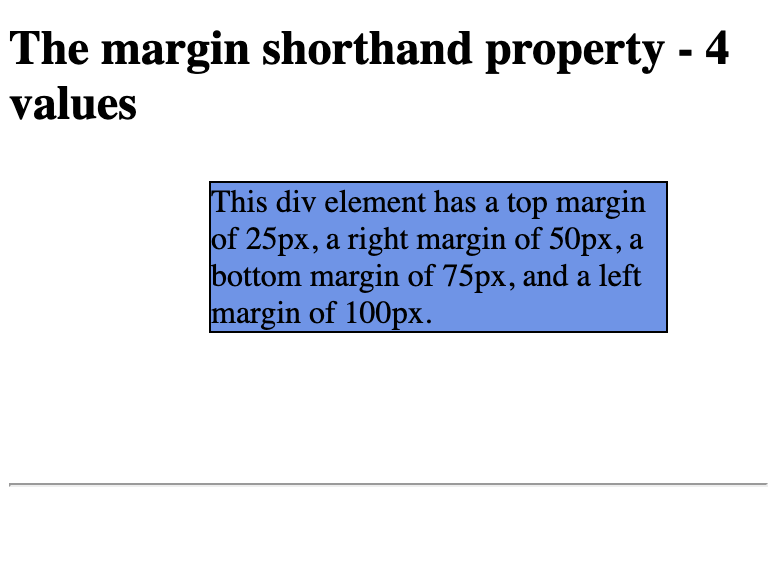 The margin shorthand property - 4
values
This div element has a top margin
of 25px, a right margin of 50px, a
bottom margin of 75px, and a left
margin of 100px.